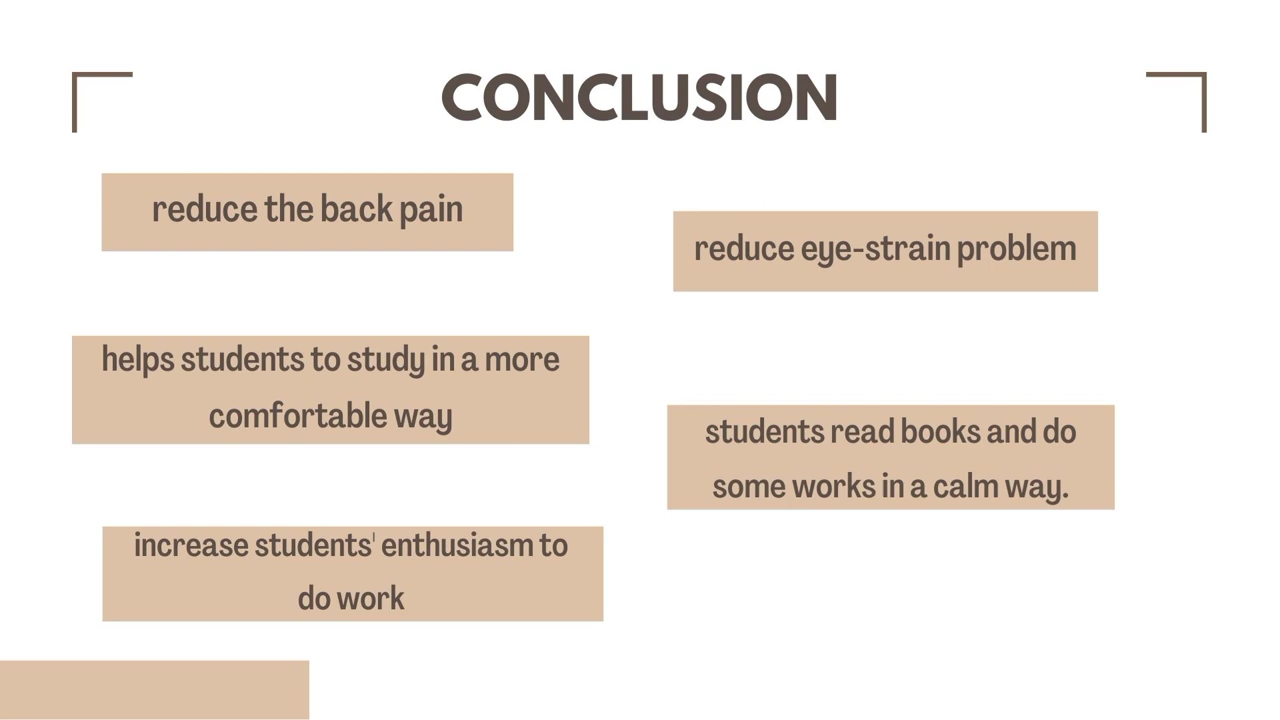 CONCLUSION
reduce the back pain
reduce eye-strain problem
helps students to study in a more
comfortable way
students read books and do
some works in a calm way.
increase students' enthusiasm to
do work